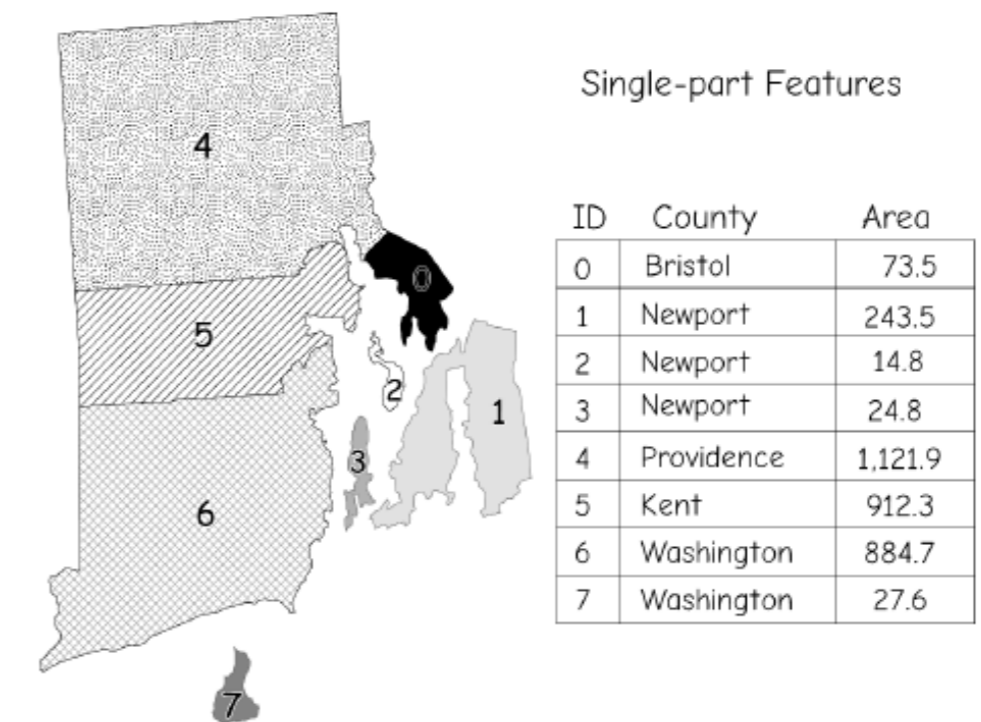 Single-part Features
ID County Area
0 Bristol 73.5
1 Newport 243.5
2 Newport 14.8
3 Newport 24.8
4 Providence 1,121.9
5 Kent 912.3
6 Washington 884.7
7 Washington 27.6
4
0
5
2
1
3
6
7